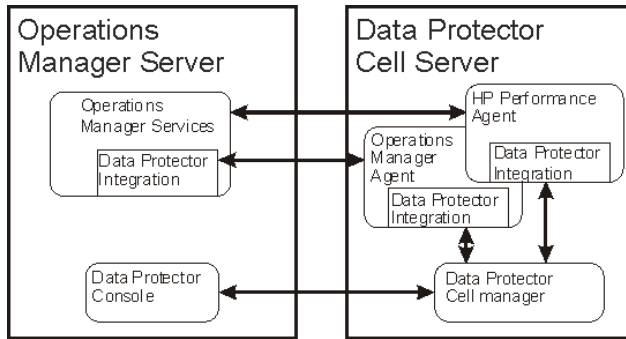 Operations
Manager Server
Operations
Manager Services
Data Protector
Integration
Data Protector
Console
Data Protector
Cell Server
HP Performance
Agent
Data Protector
Integration
Operations
Manager
Agent
Data Protector
Integration
Data Protector
Cell manager